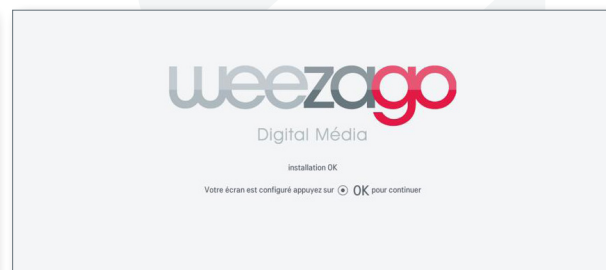 weezago
Digital Média
installation OK
Votre écran est configuré appuyez sur OK pour continuer